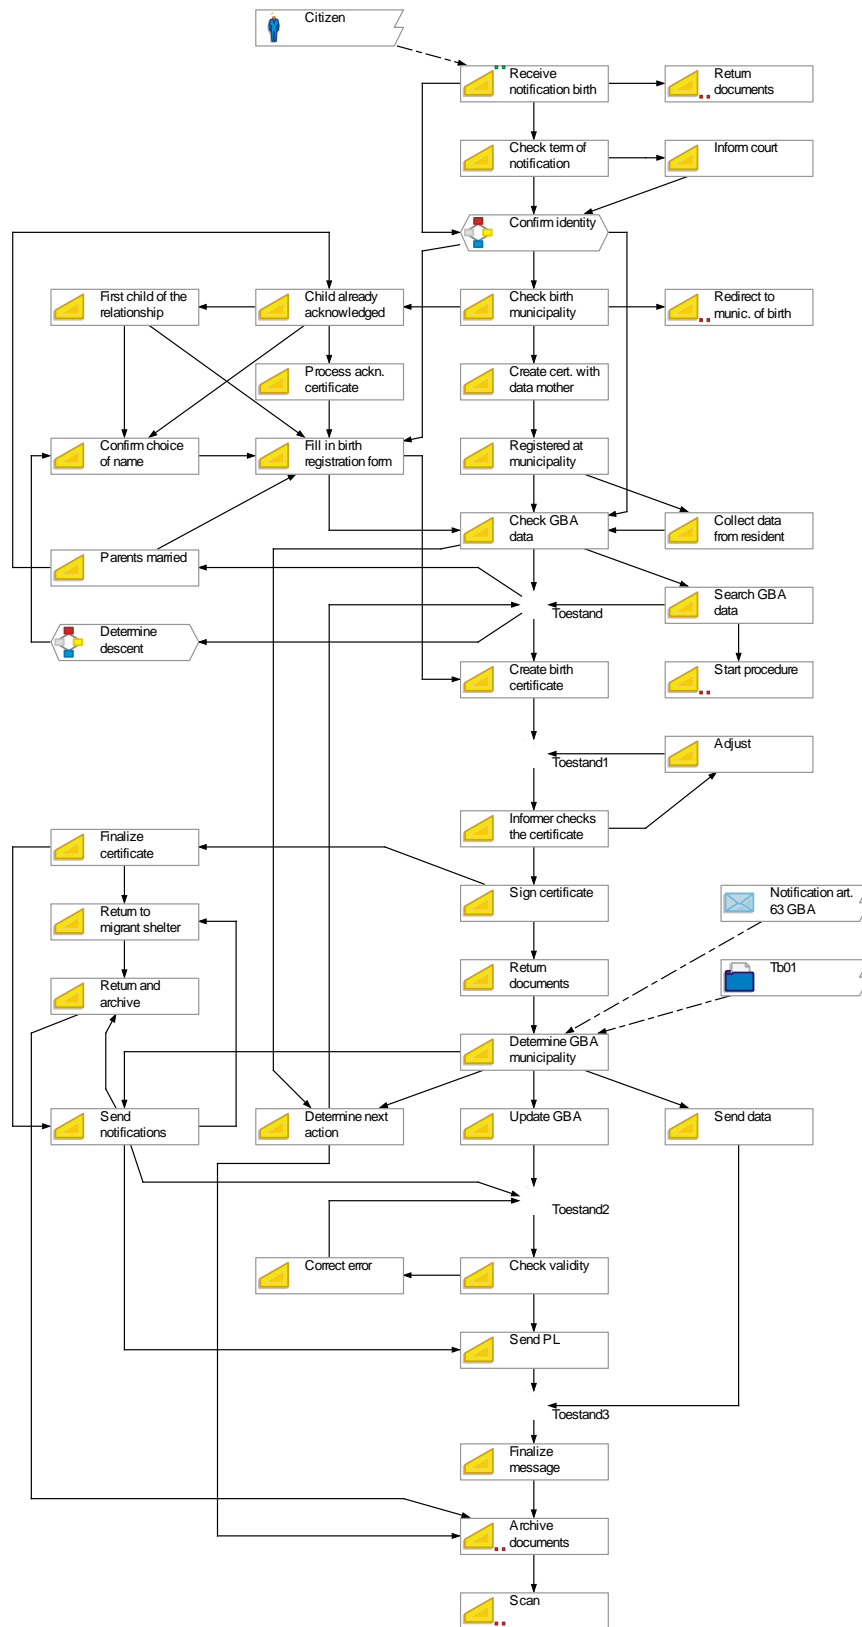 Citizen
Receive
notification birth
Return
documents
Check term of
notification
Inform court
Confirm identity
First child of the
relationship
Child already
acknowledged
Check birth
municipality
Redirect to
munic. of birth
Process ackn.
certificate
Create cert. with
data mother
Confirm choice
of name
Fill in birth
registration form
Registered at
municipality
Check GBA
data
Collect data
from resident
Parents married
Search GBA
data
Toestand
Determine
descent
Create birth
certificate
Start procedure
Adjust
Toestand1
Informer checks
the certificate
Finalize
certificate
Sign certificate
Notification art.
63 GBA
Return to
migrant shelter
Return
documents
Tb01
Return and
archive
Determine GBA
municipality
Send
notifications
Determine next
action
Update GBA
Send data
Toestand2
Correct error
Check validity
Send PL
Toestand3
Finalize
message
Archive
documents
Scan